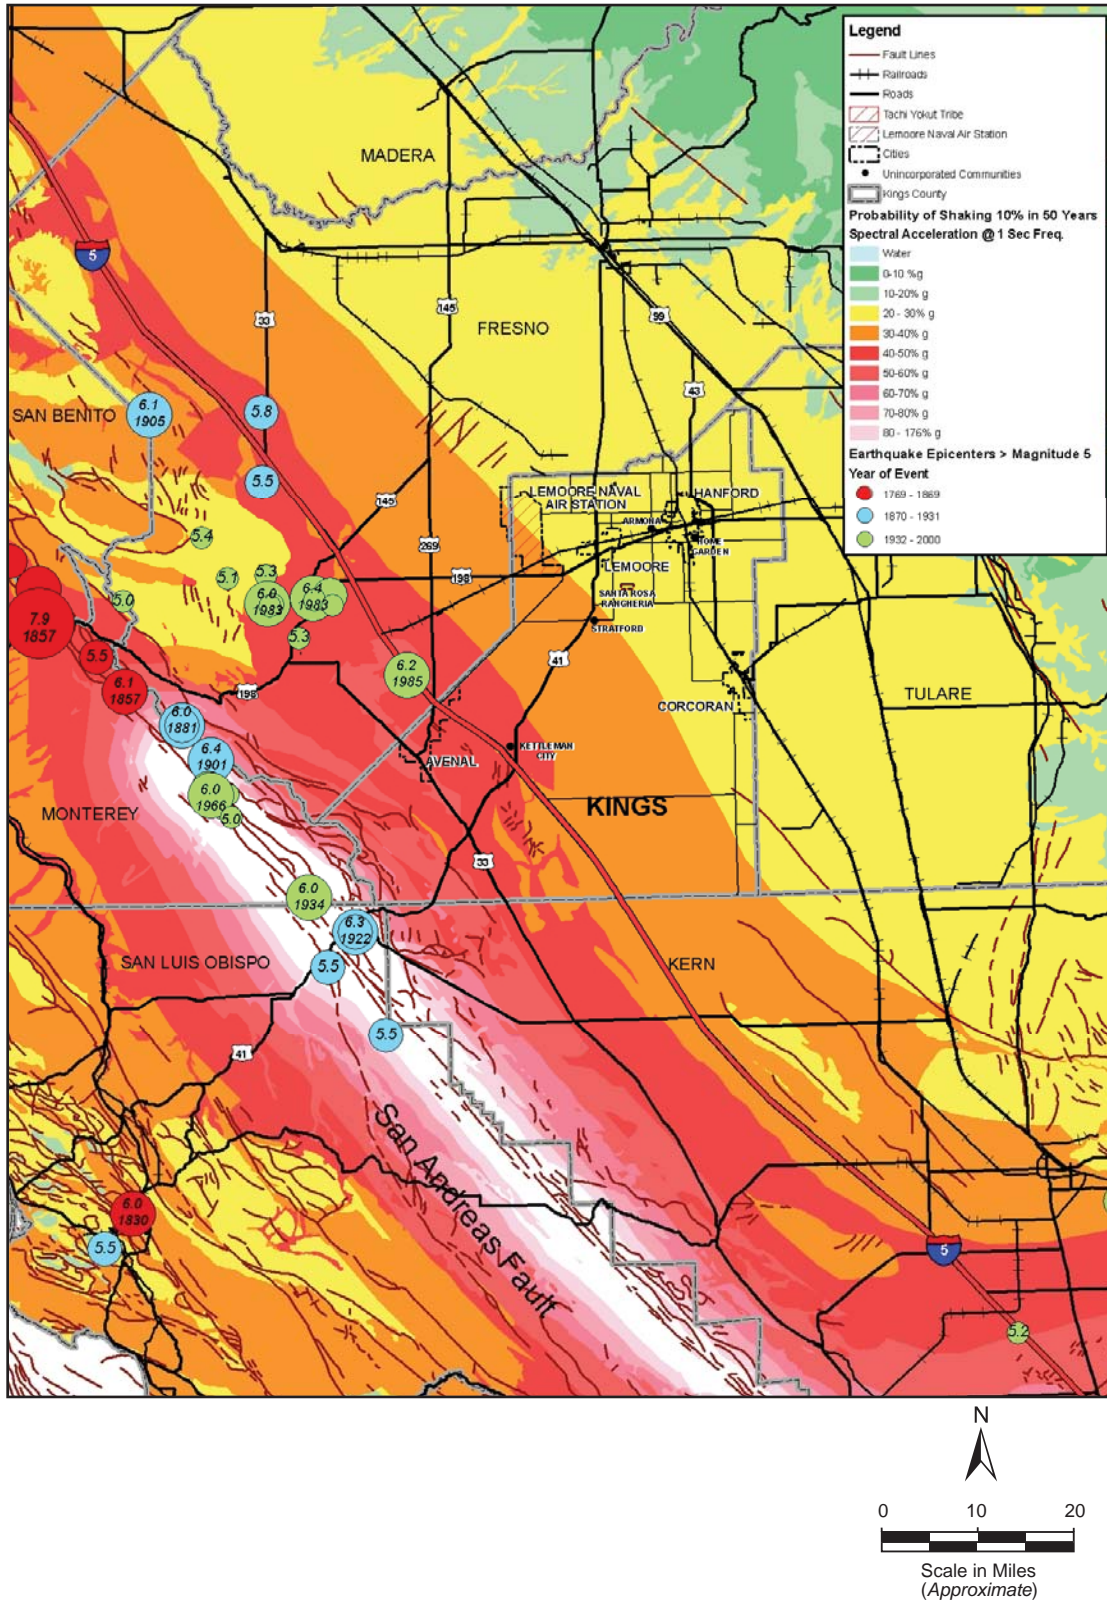 Legend
Fault Lines
Railroads
Roads
Tachi Yokut Tribe
Lemoore Naval Air Station
Cities
Unincorporated Communities
Kings County
Probability of Shaking 10% in 50 Years
Spectral Acceleration @ 1 Sec Freq.
Water
0-10 %g
10-20% g
20 - 30% g
30-40% g
40-50% g
50-60% g
60-70% g
70-80% g
80 - 176% g
Earthquake Epicenters > Magnitude 5
Year of Event
1769 - 1869
1870 - 1931
1932 - 2000
MADERA
5
33
145
FRESNO
99
43
SAN BENITO
6.1
1905
5.8
5.5
145
LEMOORE NAVAL
AIR STATION
HANFORD
ARMONA
HOME
GARDEN
LEMOORE
269
198
5.4
5.3
5.1
6.0
1983
6.4
1983
5.0
5.3
SANTA ROSA
RANCHERIA
STRATFORD
7.9
1857
5.5
6.1
1857
198
6.2
1985
41
TULARE
CORCORAN
6.0
1881
6.4
1901
6.0
1966
5.0
KETTLEMAN
CITY
AVENAL
MONTEREY
KINGS
33
6.0
1934
6.3
1922
5.5
SAN LUIS OBISPO
KERN
5.5
41
San Andreas Fault
6.0
1830
5.5
5
5.2
N
0 10 20
Scale in Miles
(Approximate)